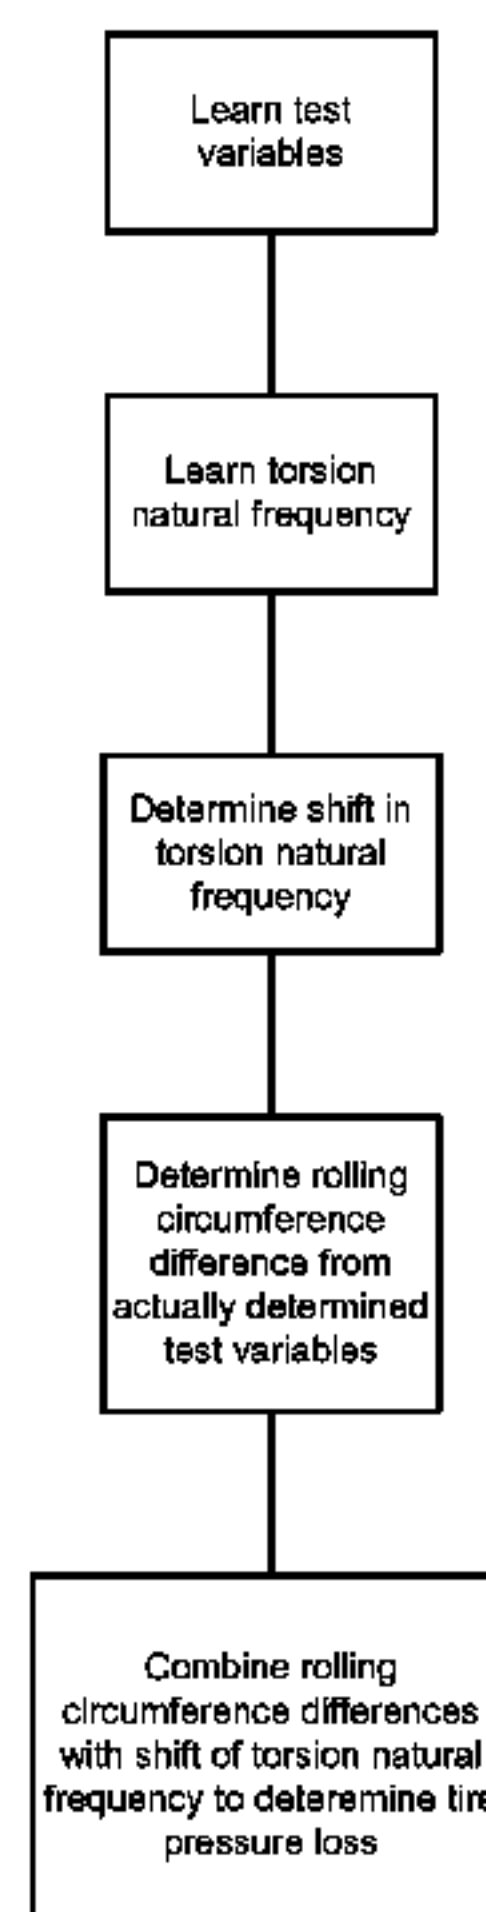 Learn test
variables
Learn torsion
natural frequency
Determine shift in
torsion natural
frequency
Determine rolling
circumference
difference from
actually determined
test variables
Combine rolling
circumference differences
with shift of torsion natural
frequency to deteremine tire
pressure loss